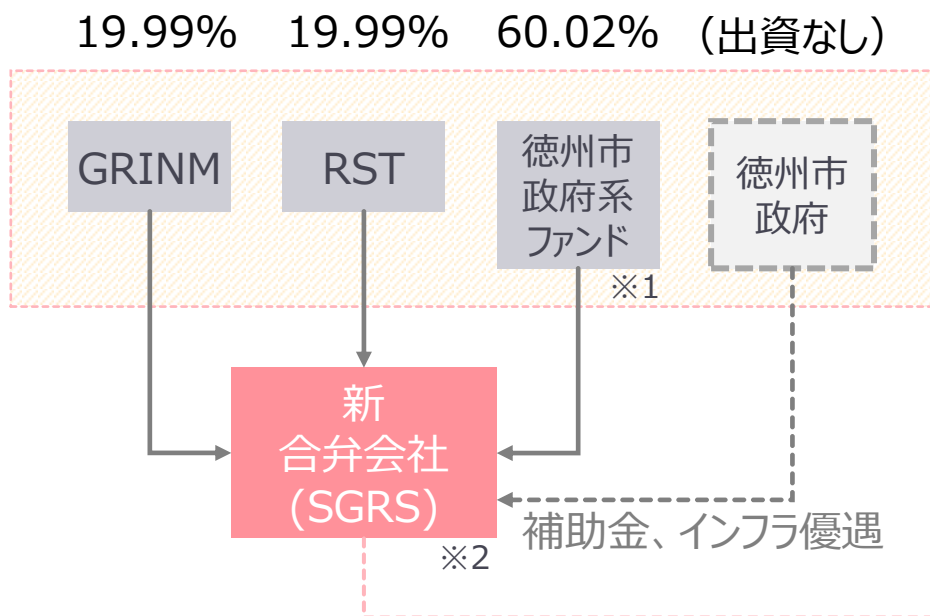 19.99% 19.99% 60.02% (出資なし)
GRINM
RST
徳州市
政府系
ファンド
※1
徳州市
政府
新
合弁会社
(SGRS)
※2
補助金、インフラ優遇